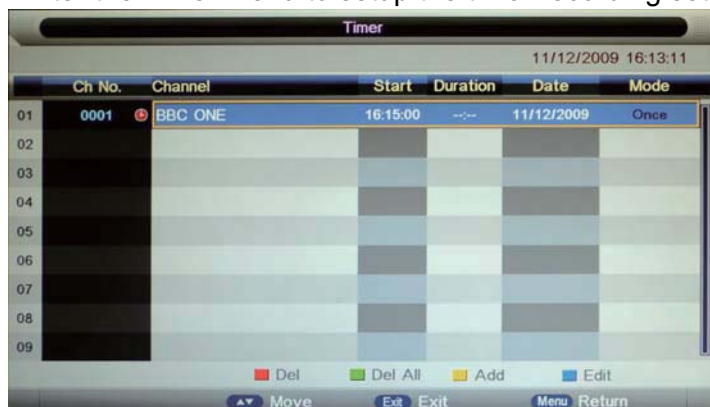 Timer
11/12/2009 16:13:11
Ch No. Channel Start Duration Date Mode
01 0001 BBC ONE 16:15:00 --:-- 11/12/2009 Once
02
03
04
05
06
07
08
09
Del Del All Add Edit
Move Exit Exit Menu Return